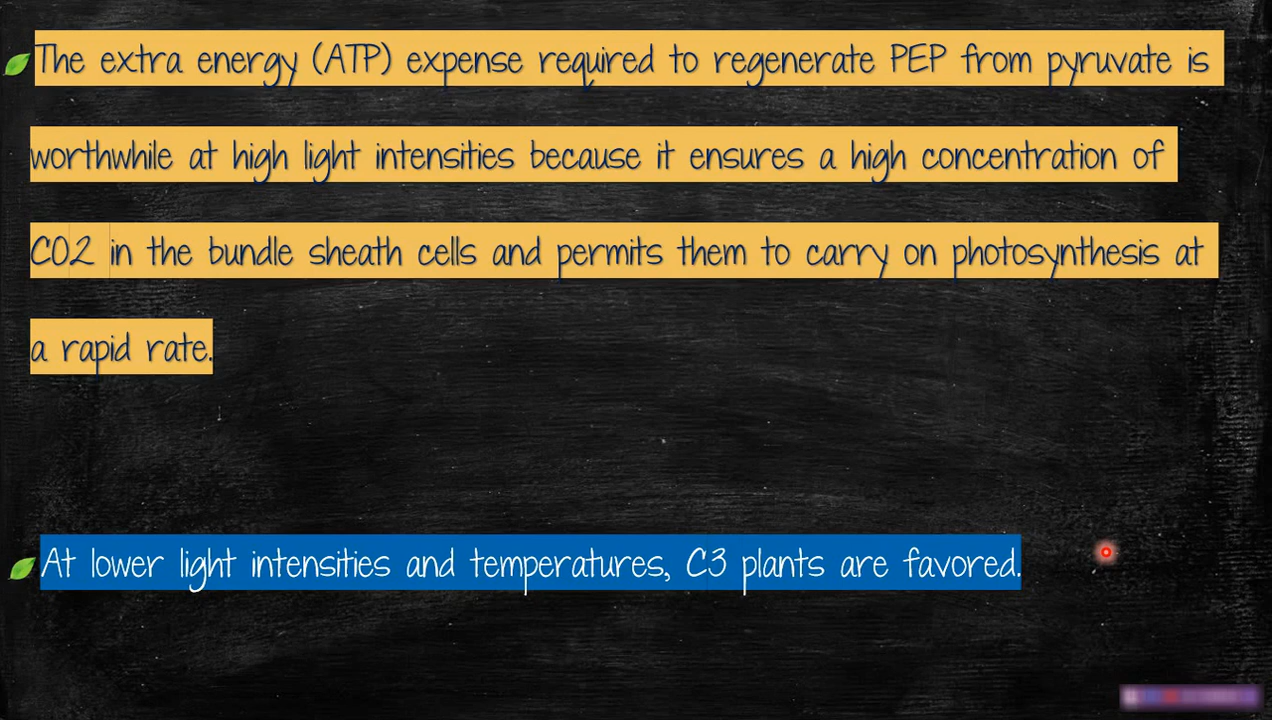 The extra energy (ATP) expense required to regenerate PEP from pyruvate is
worthwhile at high light intensities because it ensures a high concentration of
CO2 in the bundle sheath cells and permits them to carry on photosynthesis at
a rapid rate.
At lower light intensities and temperatures, C3 plants are favored.